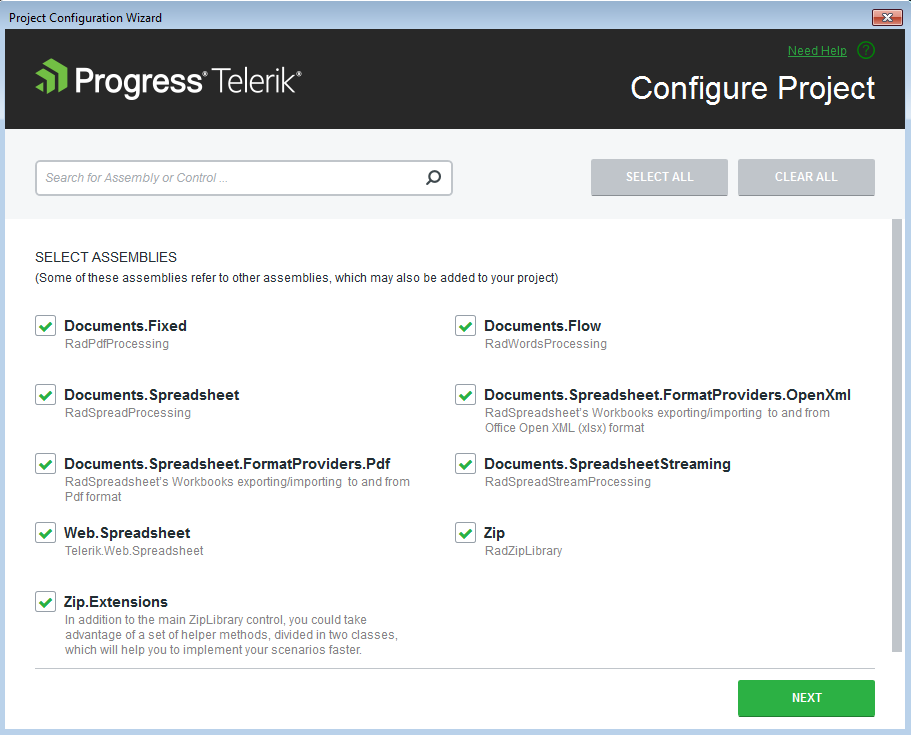 Project Configuration Wizard
Need Help ?
Progress® Telerik®
Configure Project
Search for Assembly or Control ...
SELECT ALL
CLEAR ALL
SELECT ASSEMBLIES
(Some of these assemblies refer to other assemblies, which may also be added to your project)
Documents.Fixed
RadPdfProcessing
Documents.Flow
RadWordsProcessing
Documents.Spreadsheet
RadSpreadProcessing
Documents.Spreadsheet.FormatProviders.OpenXml
RadSpreadsheet's Workbooks exporting/importing to and from
Office Open XML (xlsx) format
Documents.Spreadsheet.FormatProviders.Pdf
RadSpreadsheet's Workbooks exporting/importing to and from
Pdf format
Documents.SpreadsheetStreaming
RadSpreadStreamProcessing
Web.Spreadsheet
Telerik.Web.Spreadsheet
Zip
RadZipLibrary
Zip.Extensions
In addition to the main ZipLibrary control, you could take
advantage of a set of helper methods, divided in two classes,
which will help you to implement your scenarios faster.
NEXT